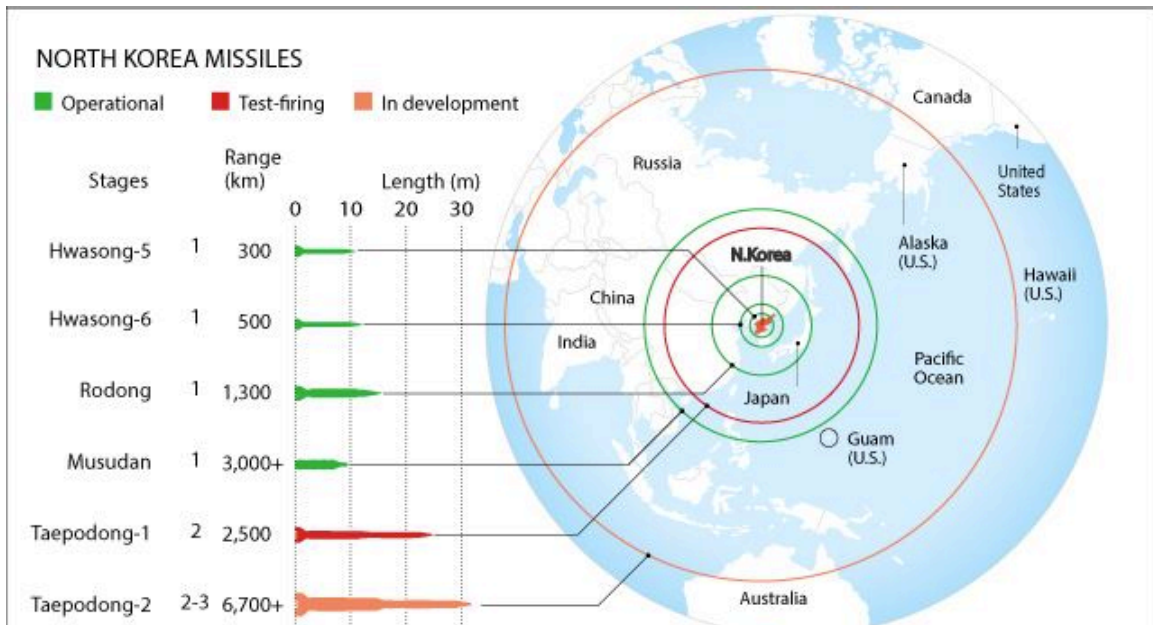 NORTH KOREA MISSILES
Operational Test-firing In development
Stages
Range
(km)
Length (m)
0 10 20 30
Hwasong-5 1 300
Hwasong-6 1 500
Rodong 1 1,300
Musudan 1 3,000+
Taepodong-1 2 2,500
Taepodong-2 2-3 6,700+
Canada
Russia
United
States
N.Korea
Alaska
(U.S.)
Hawaii
(U.S.)
China
India
Pacific
Ocean
Japan
Guam
(U.S.)
Australia